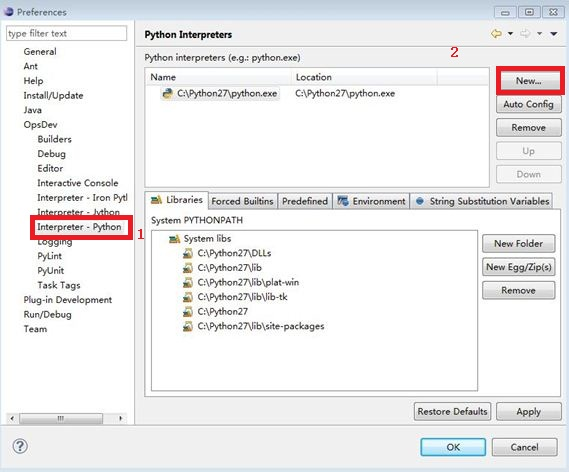 Preferences
type filter text
General
Ant
Help
Install/Update
Java
OpsDev
Builders
Debug
Editor
Interactive Console
Interpreter - Iron Pytl
Interpreter - Jython
Interpreter - Python
1
Logging
PyLint
PyUnit
Task Tags
Plug-in Development
Run/Debug
Team
Python Interpreters
Python interpreters (e.g.: python.exe)
2
Name Location
C:\Python27\python.exe C:\Python27\python.exe
New...
Auto Config
Remove
Up
Down
Libraries Forced Builtins Predefined Environment String Substitution Variables
System PYTHONPATH
System libs
C:\Python27\DLLs
C:\Python27\lib
C:\Python27\lib\plat-win
C:\Python27\lib\lib-tk
C:\Python27
C:\Python27\lib\site-packages
New Folder
New Egg/Zip(s)
Remove
Restore Defaults Apply
? OK Cancel